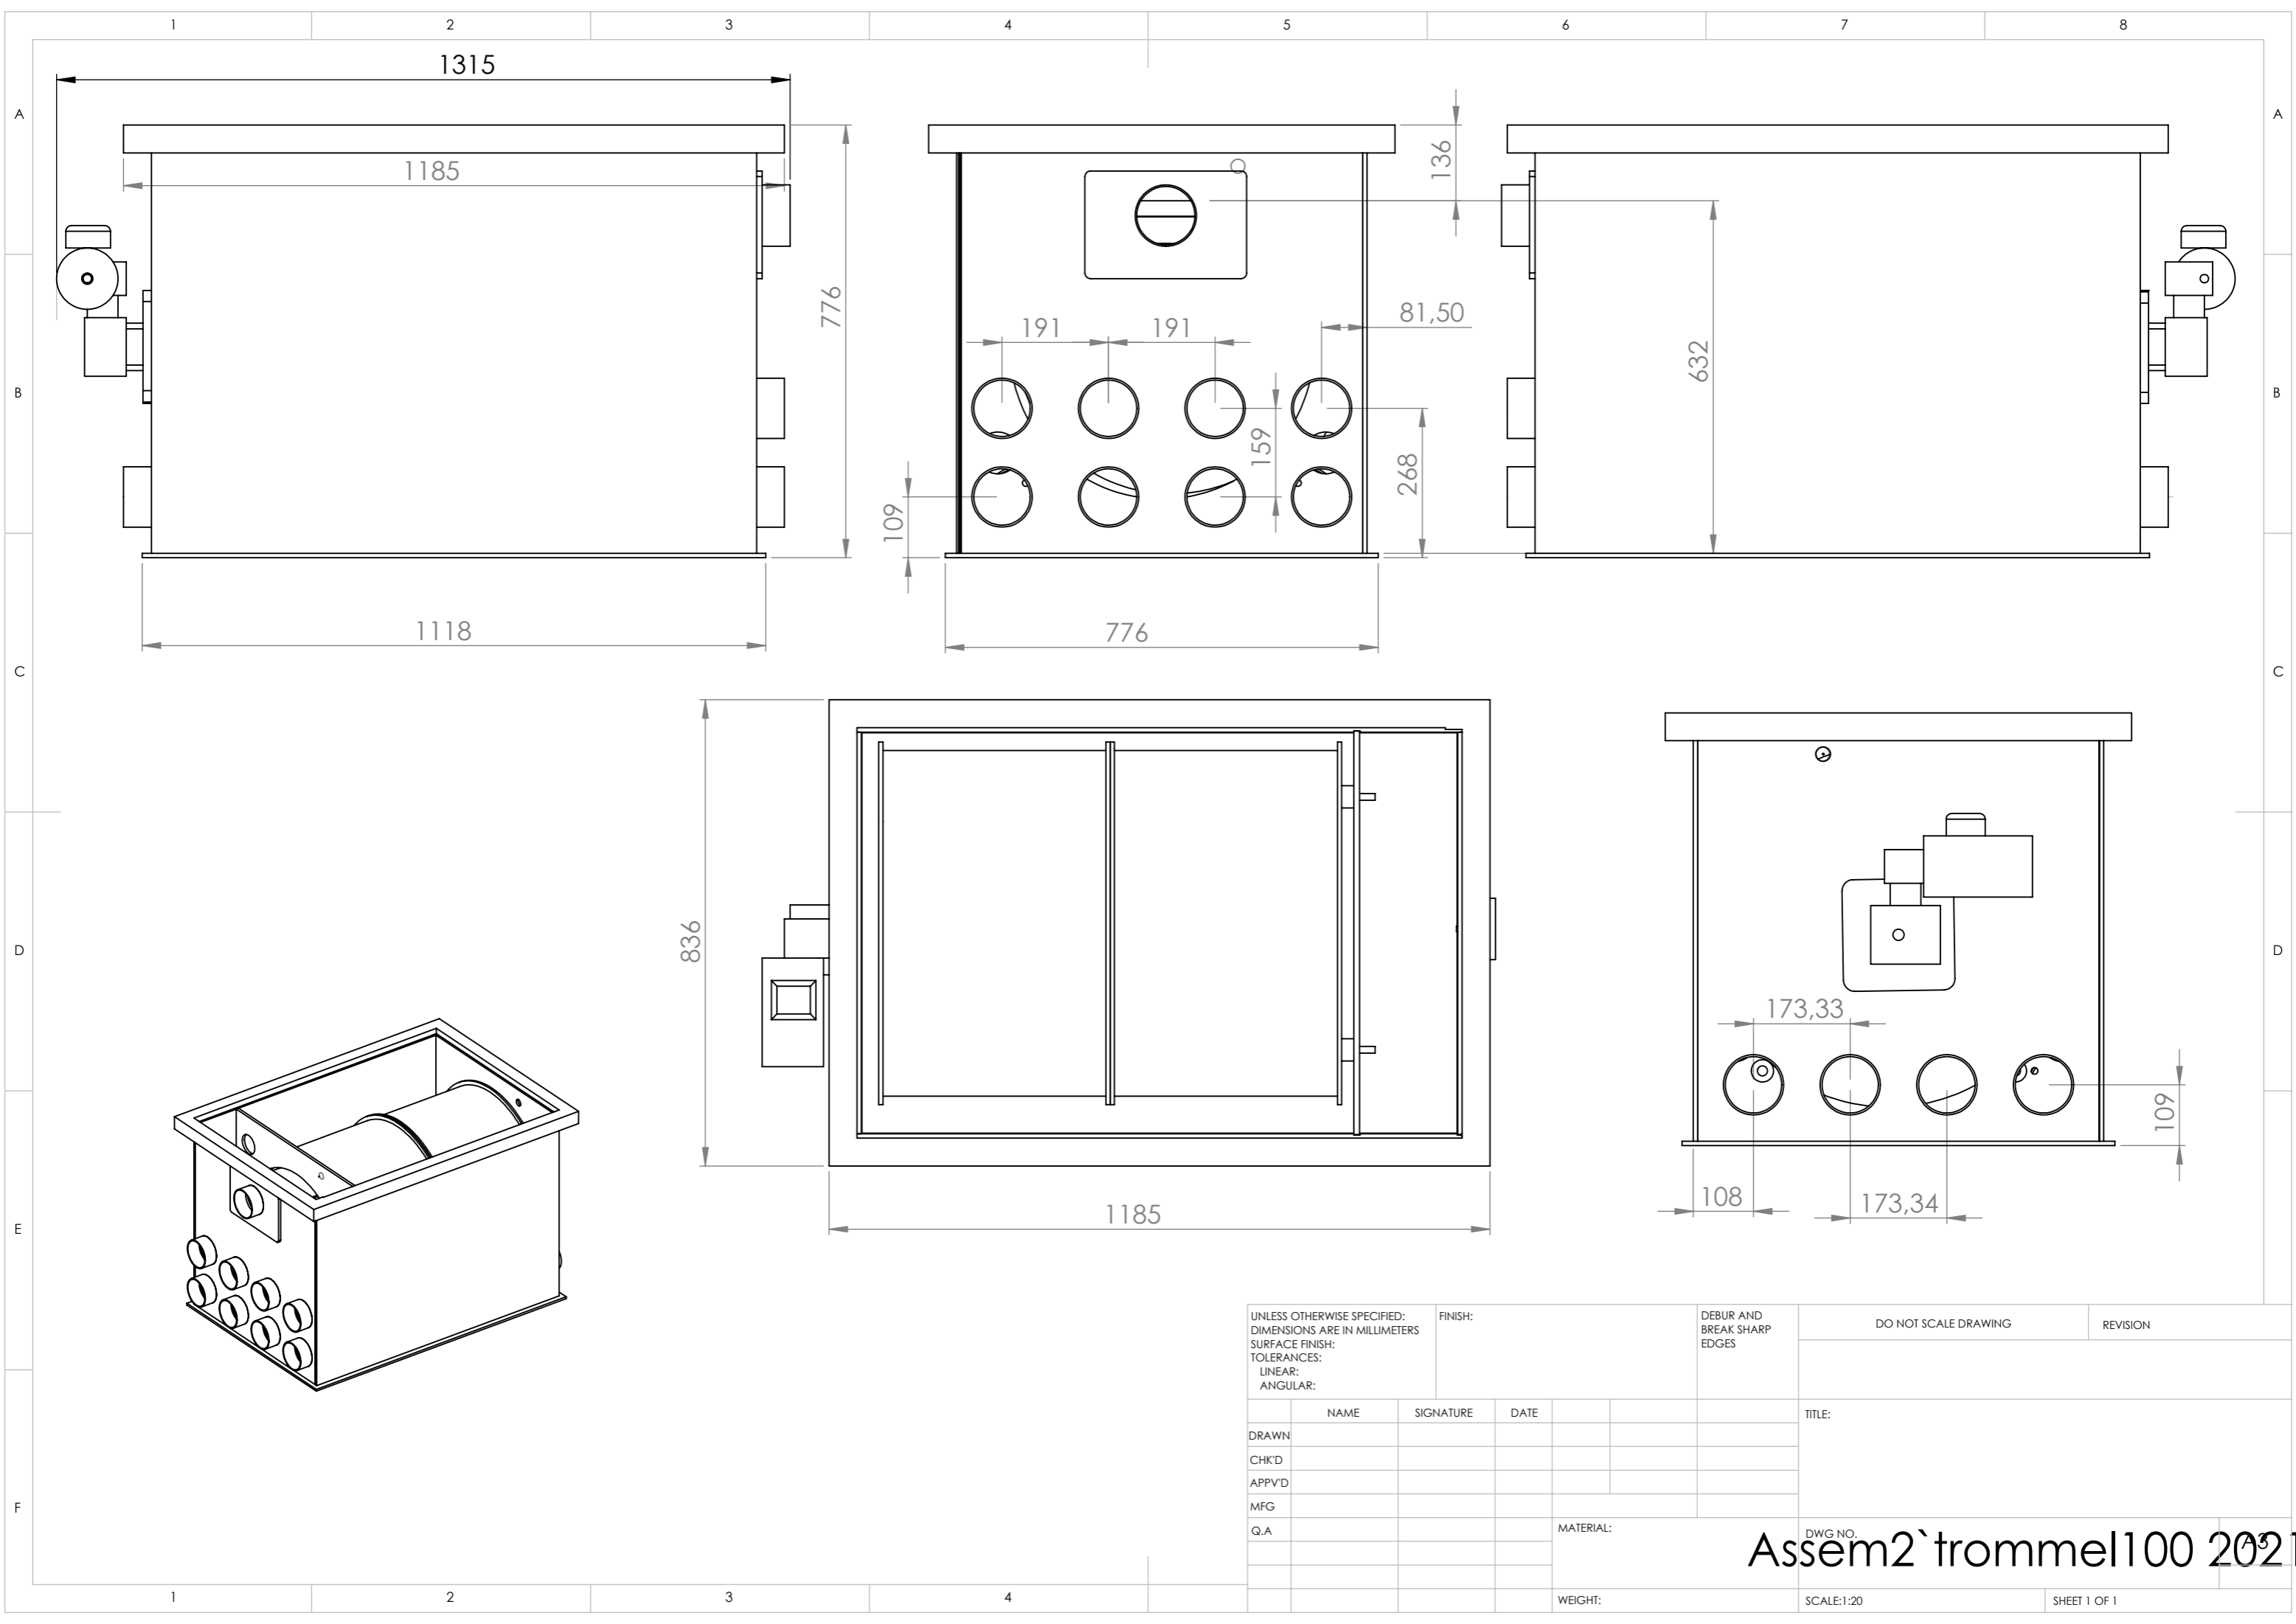 1 2 3 4 5 6 7 8
1315
A A
136
1185
776
81,50
191 191
632
B B
159
268
109
1118
776
C C
836
D D
173,33
109
108
173,34
1185
E E
UNLESS OTHERWISE SPECIFIED:
DIMENSIONS ARE IN MILLIMETERS
SURFACE FINISH:
TOLERANCES:
LINEAR:
ANGULAR:
FINISH:
DEBUR AND
BREAK SHARP
EDGES
DO NOT SCALE DRAWING
REVISION
NAME SIGNATURE DATE
TITLE:
DRAWN
CHK'D
APPV'D
MFG
Q.A
F
MATERIAL:
DWG NO.
Assem2`trommel100 2021
A3
WEIGHT:
SCALE:1:20
SHEET 1 OF 1
1 2 3 4